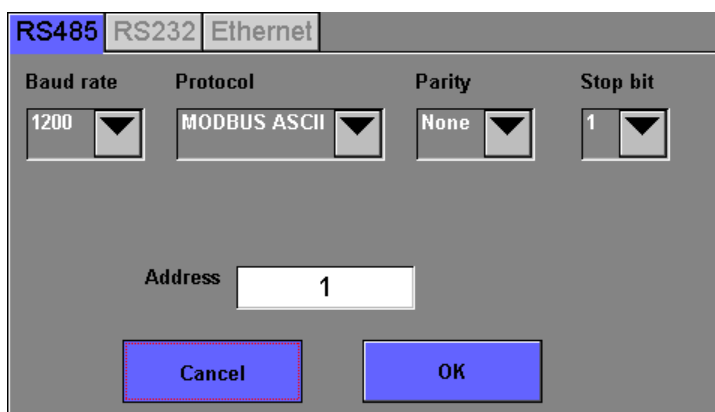 RS485 RS232 Ethernet
Baud rate Protocol Parity Stop bit
1200 MODBUS ASCII None 1
Address 1
Cancel OK